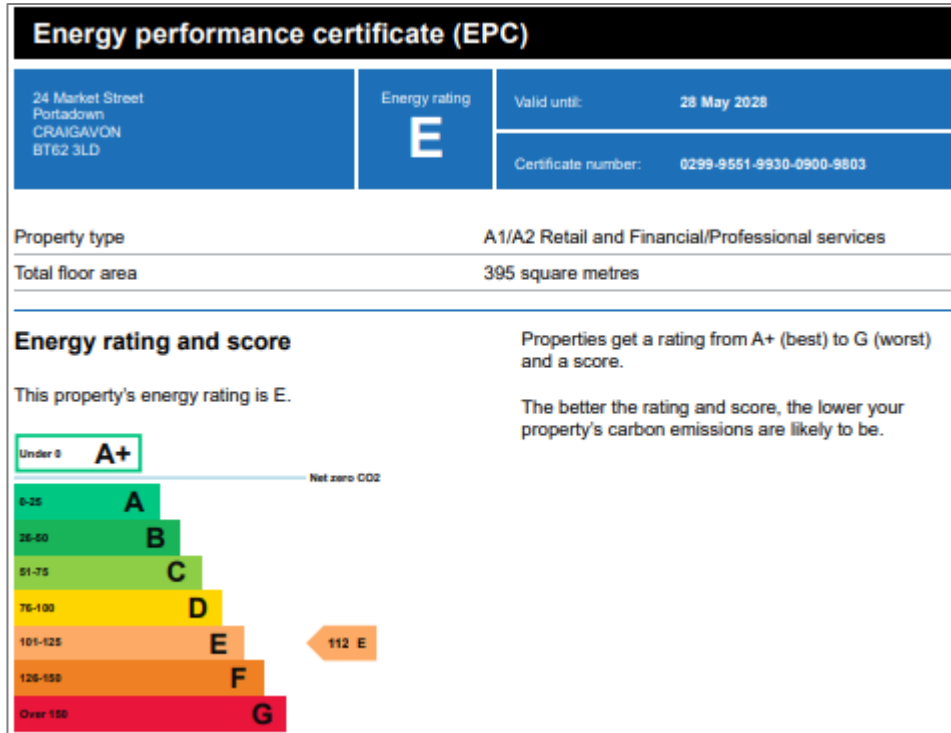 Energy performance certificate (EPC)
24 Market Street
Portadown
CRAIGAVON
BT62 3LD
Energy rating
E
Valid until: 28 May 2028
Certificate number: 0299-9551-9930-0900-9803
Property type A1/A2 Retail and Financial/Professional services
Total floor area 395 square metres
Energy rating and score
This property's energy rating is E.
Under 0 A+
Net zero CO2
0-25 A
26-50 B
51-75 C
76-100 D
101-125 E
112 E
126-150 F
Over 150 G
Properties get a rating from A+ (best) to G (worst)
and a score.
The better the rating and score, the lower your
property's carbon emissions are likely to be.